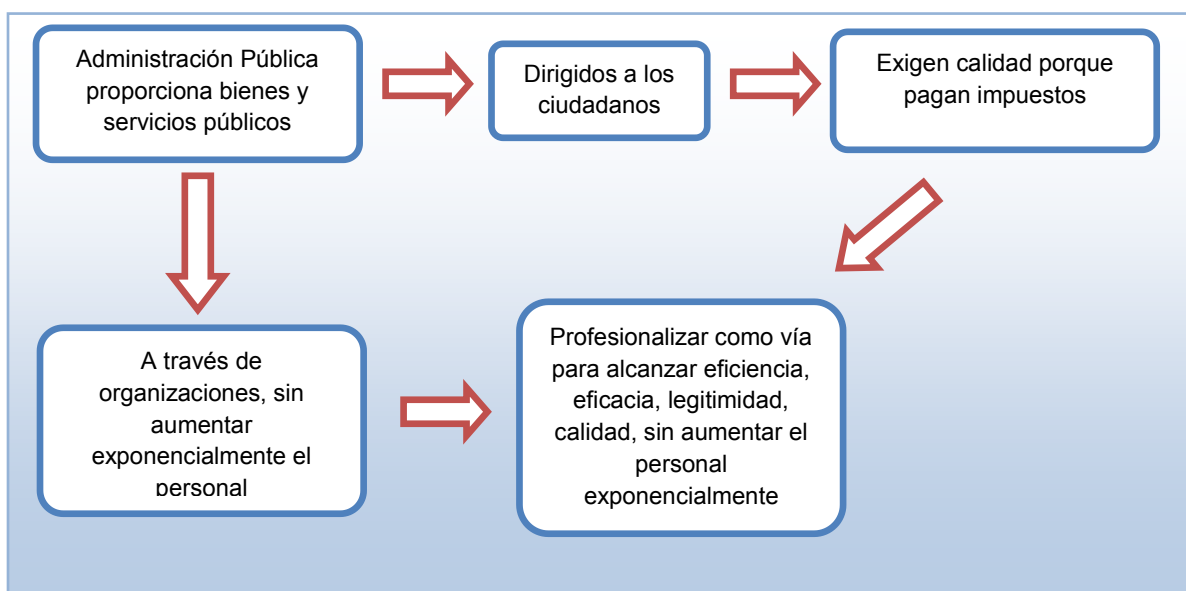 Administración Pública
proporciona bienes y
servicios públicos
Dirigidos a los
ciudadanos
Exigen calidad porque
pagan impuestos
A través de
organizaciones, sin
aumentar
exponencialmente el
personal
Profesionalizar como vía
para alcanzar eficiencia,
eficacia, legitimidad,
calidad, sin aumentar el
personal
exponencialmente